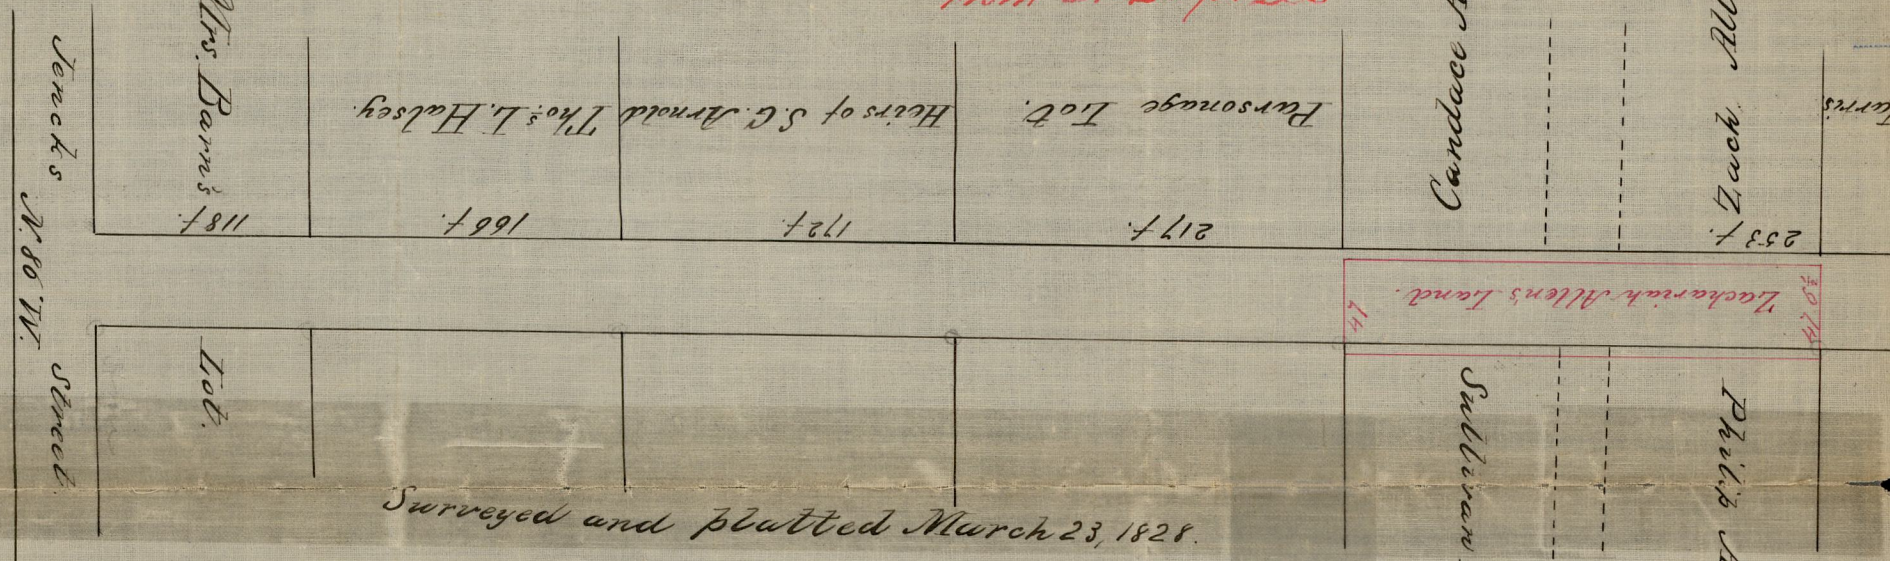 Jencks Street
N. 86 W.
Mrs. Barns Lot.
118 f.
Thos. L. Halsey.
166 f.
Heirs of S. G. Arnold
172 f.
Parsonage Lot.
217 f.
Candace
Sullivan
Zach All
253 f.
Philip
Zachariah Allen's Land.
Surveyed and platted March 23, 1828.